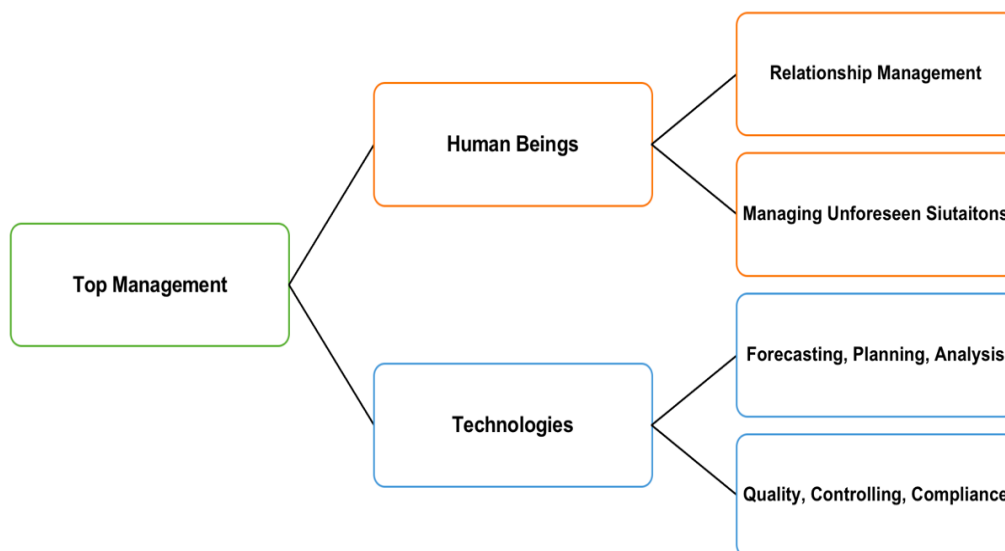 Relationship Management
Human Beings
Managing Unforeseen Siutaitons
Top Management
Forecasting, Planning, Analysis
Technologies
Quality, Controlling, Compliance